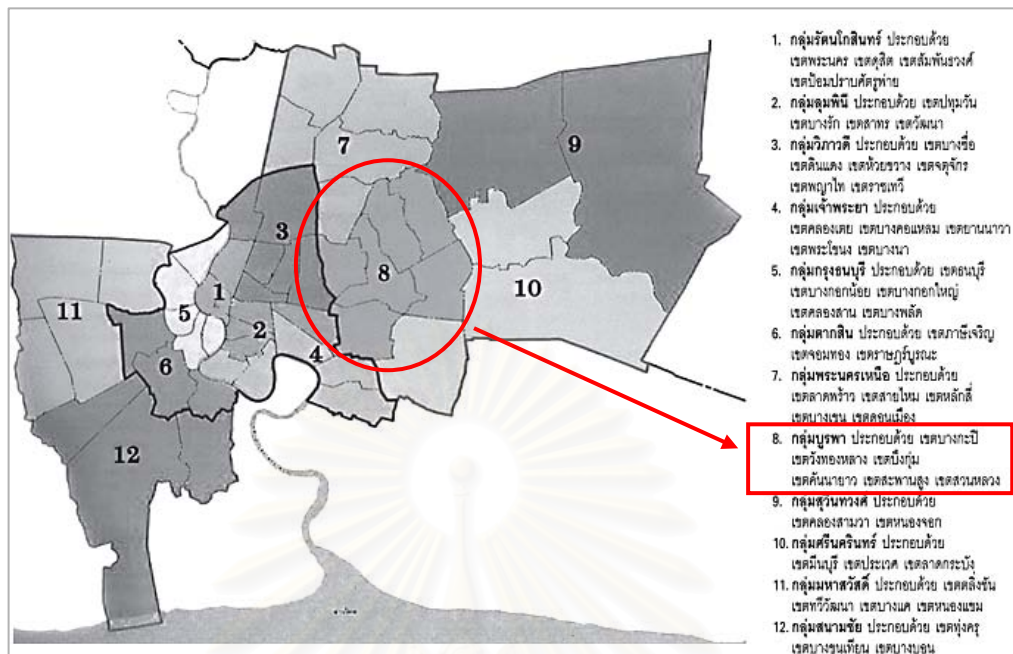 7
9
3
8
10
1
11
5
2
4
6
12
1. กลุ่มรัตนโกสินทร์ ประกอบด้วย
เขตพระนคร เขตดุสิต เขตสัมพันธวงศ์
เขตป้อมปราบศัตรูพ่าย
2. กลุ่มลุมพินี ประกอบด้วย เขตปทุมวัน
เขตบางรัก เขตสาทร เขตวัฒนา
3. กลุ่มวิภาวดี ประกอบด้วย เขตบางซื่อ
เขตดินแดง เขตห้วยขวาง เขตจตุจักร
เขตพญาไท เขตราชเทวี
4. กลุ่มเจ้าพระยา ประกอบด้วย
เขตคลองเตย เขตบางคอแหลม เขตยานนาวา
เขตพระโขนง เขตบางนา
5. กลุ่มกรุงธนบุรี ประกอบด้วย เขตธนบุรี
เขตบางกอกน้อย เขตบางกอกใหญ่
เขตคลองสาน เขตบางพลัด
6. กลุ่มตากสิน ประกอบด้วย เขตภาษีเจริญ
เขตจอมทอง เขตราษฎร์บูรณะ
7. กลุ่มพระนครเหนือ ประกอบด้วย
เขตลาดพร้าว เขตสายไหม เขตหลักสี่
เขตบางเขน เขตดอนเมือง
8. กลุ่มบูรพา ประกอบด้วย เขตบางกะปิ
เขตวังทองหลาง เขตบึงกุ่ม
เขตคันนายาว เขตสะพานสูง เขตสวนหลวง
9. กลุ่มสุวินทวงศ์ ประกอบด้วย
เขตคลองสามวา เขตหนองจอก
10. กลุ่มศรีนครินทร์ ประกอบด้วย
เขตมีนบุรี เขตประเวศ เขตลาดกระบัง
11. กลุ่มมหาสวัสดิ์ ประกอบด้วย เขตตลิ่งชัน
เขตทวีวัฒนา เขตบางแค เขตหนองแขม
12. กลุ่มสนามชัย ประกอบด้วย เขตทุ่งครุ
เขตบางขุนเทียน เขตบางบอน